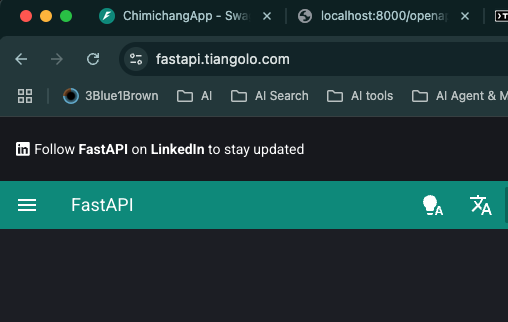 ChimichangApp - Swa
localhost:8000/opena
fastapi.tiangolo.com
3Blue1Brown
AI
AI Search
AI tools
AI Agent & M
in Follow FastAPI on LinkedIn to stay updated
FastAPI